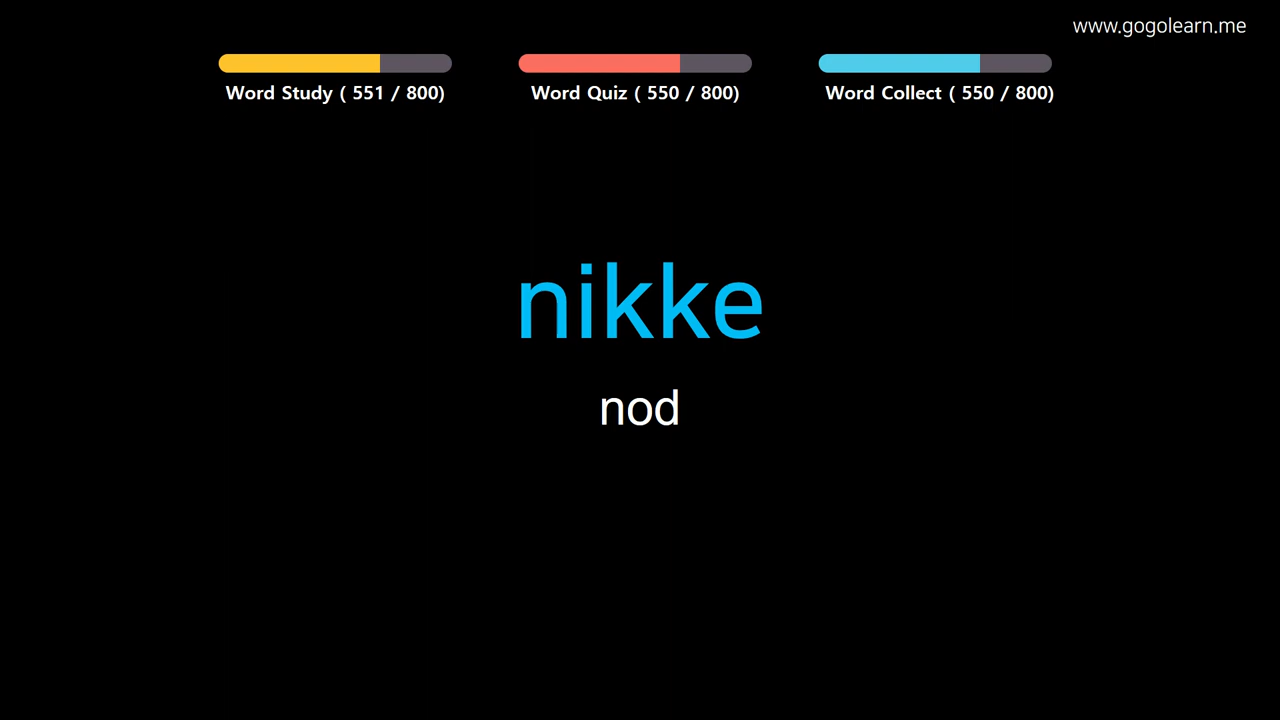 www.gogolearn.me
Word Study ( 551 / 800)
Word Quiz ( 550 / 800)
Word Collect ( 550 / 800)
nikke
nod